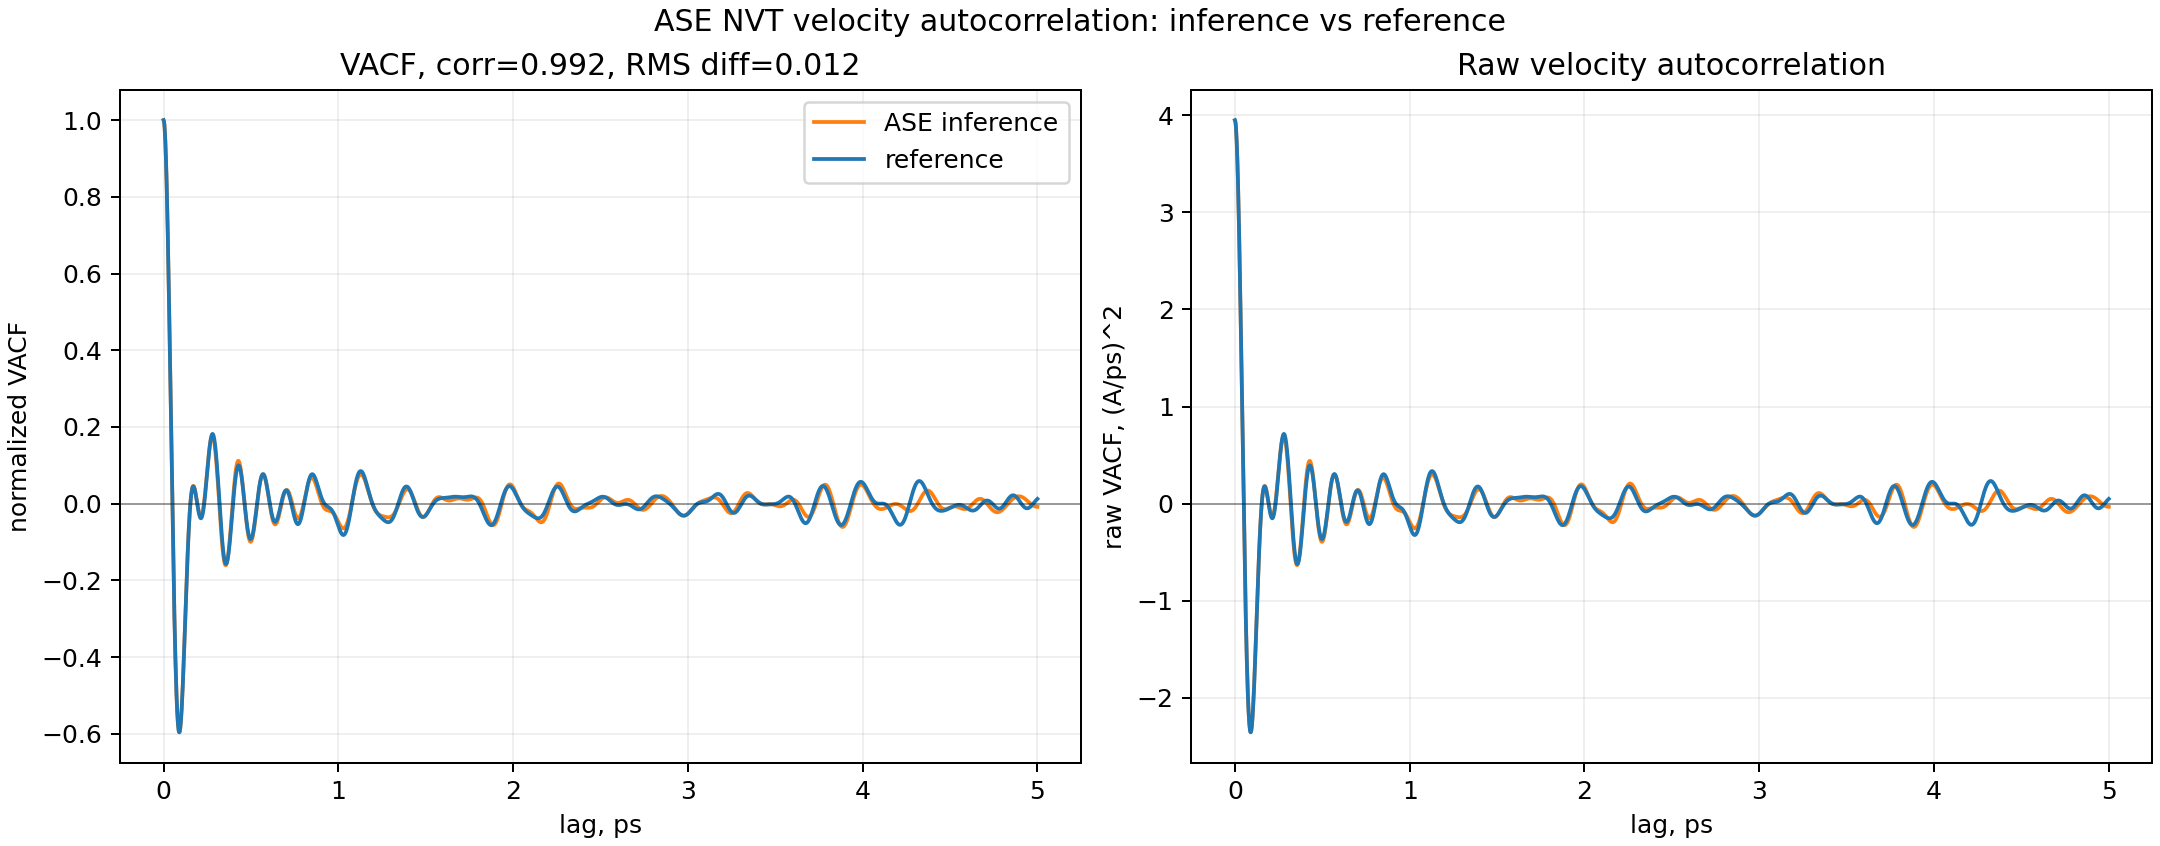 ASE NVT velocity autocorrelation: inference vs reference
VACF, corr=0.992, RMS diff=0.012
normalized VACF
1.0
0.8
0.6
0.4
0.2
0.0
−0.2
−0.4
−0.6
ASE inference
reference
0 1 2 3 4 5
lag, ps
Raw velocity autocorrelation
raw VACF, (A/ps)^2
4
3
2
1
0
−1
−2
0 1 2 3 4 5
lag, ps